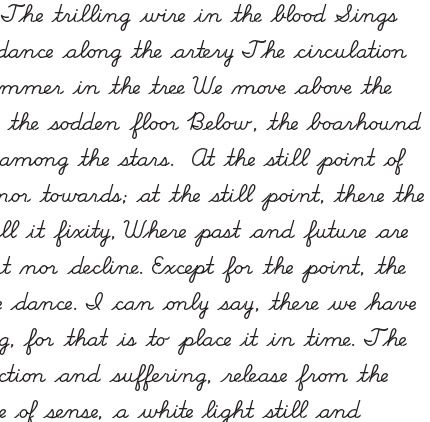 The trilling wire in the blood Sings
dance along the artery The circulation
mmer in the tree We move above the
the sodden floor Below, the boarhound
among the stars. At the still point of
nor towards; at the still point, there the
ll it fixity, Where past and future are
t nor decline. Except for the point, the
e dance. I can only say, there we have
g, for that is to place it in time. The
ction and suffering, release from the
e of sense, a white light still and